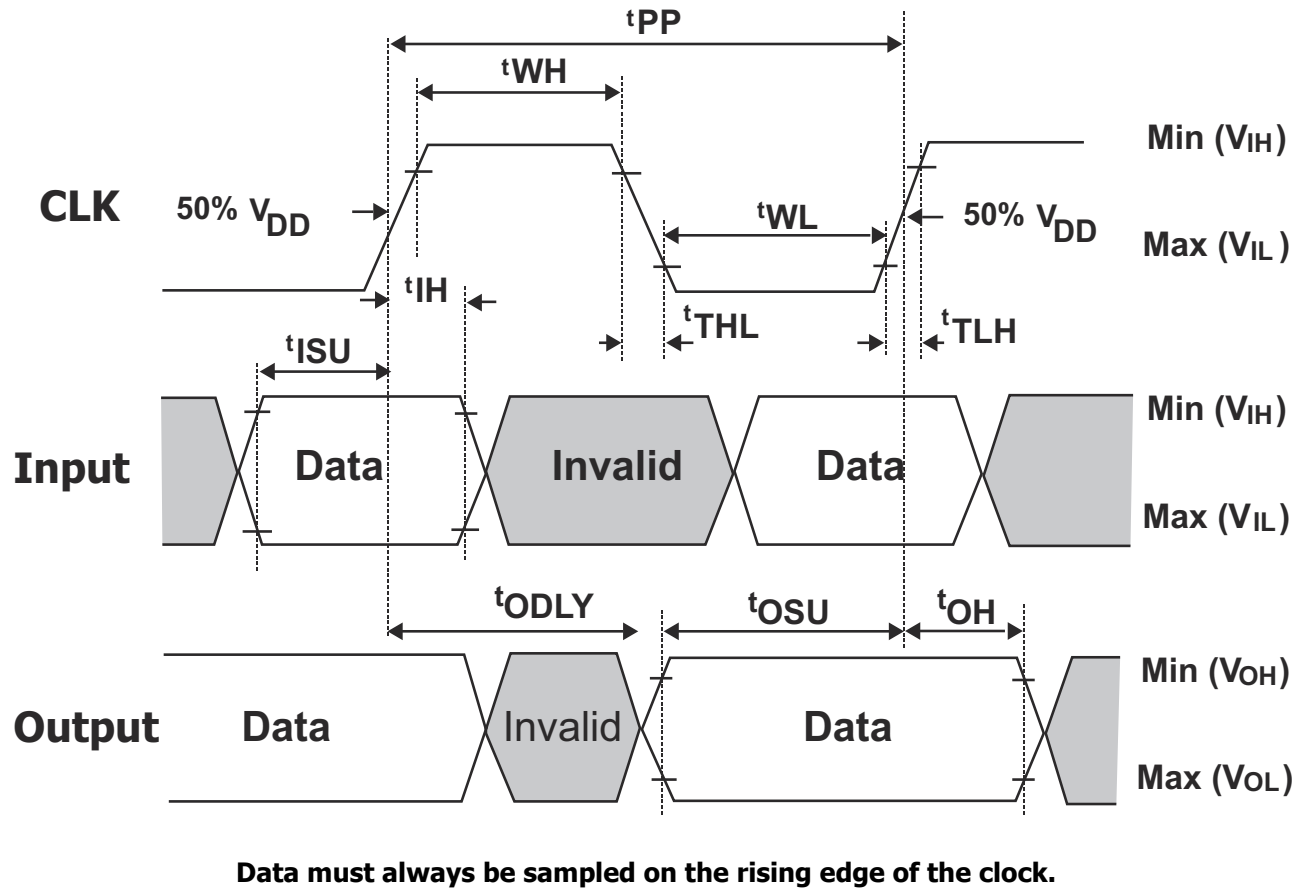 tPP
tWH
Min (VIH)
CLK
50% VDD
tWL
50% VDD
Max (VIL)
tIH
tTHL
tTLH
tISU
Min (VIH)
Input
Data
Invalid
Data
Max (VIL)
tODLY
tOSU
tOH
Min (VOH)
Output
Data
Invalid
Data
Max (VOL)
Data must always be sampled on the rising edge of the clock.